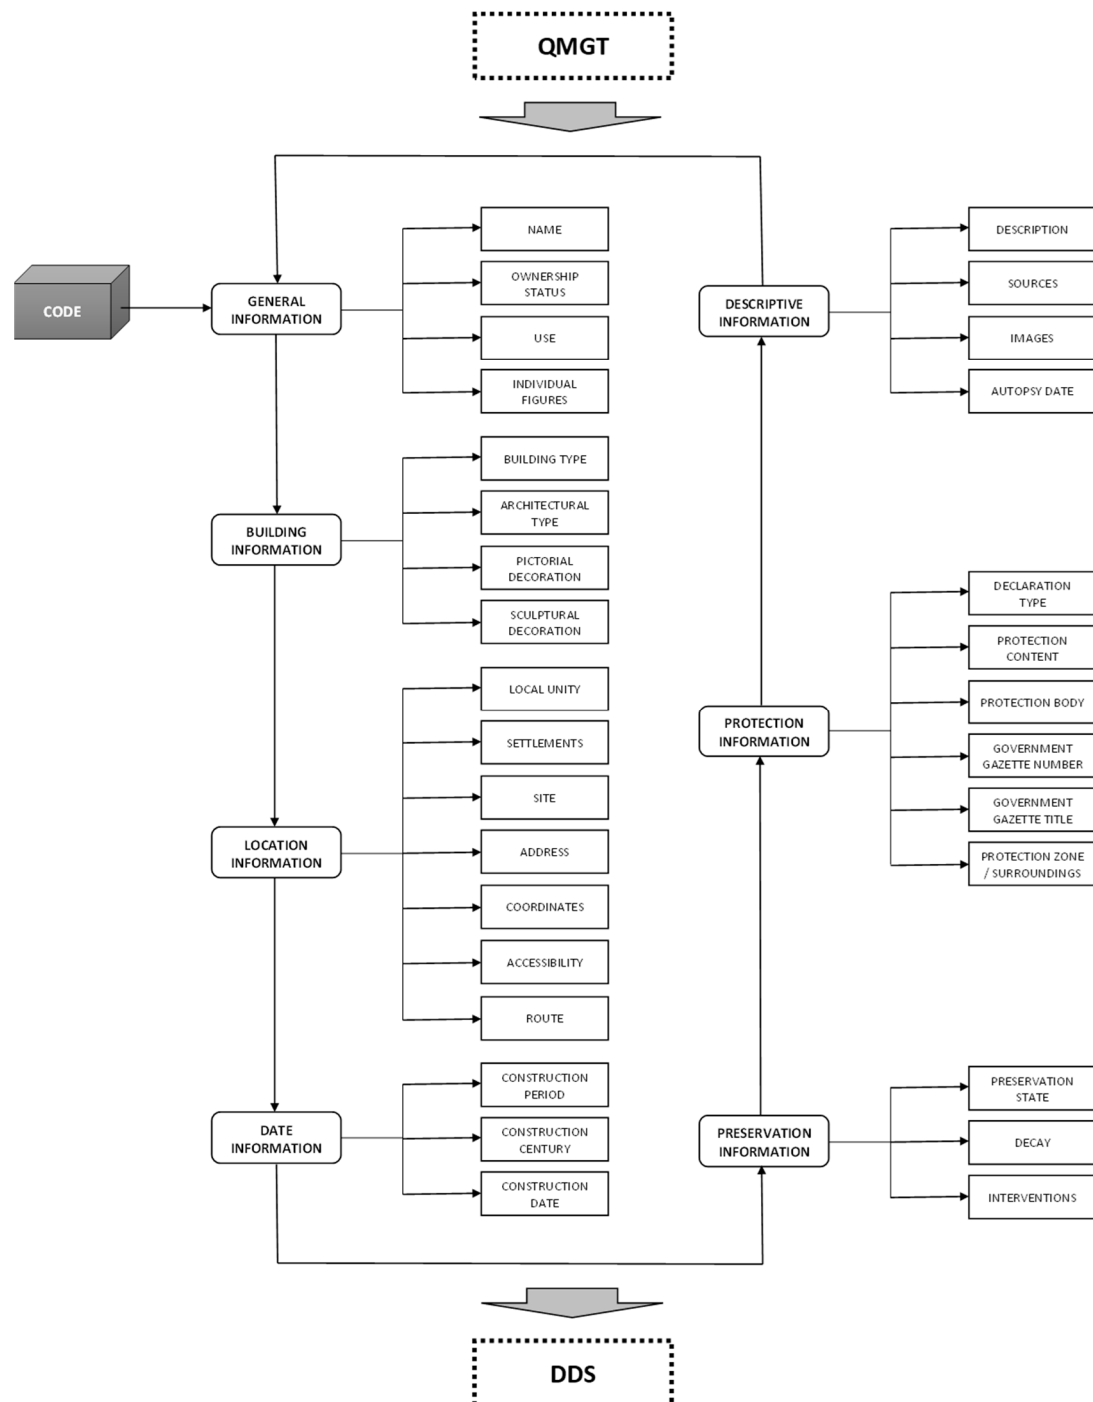 QMGT
CODE
GENERAL
INFORMATION
NAME
OWNERSHIP
STATUS
USE
INDIVIDUAL
FIGURES
BUILDING
INFORMATION
BUILDING TYPE
ARCHITECTURAL
TYPE
PICTORIAL
DECORATION
SCULPTURAL
DECORATION
LOCATION
INFORMATION
LOCAL UNITY
SETTLEMENTS
SITE
ADDRESS
COORDINATES
ACCESSIBILITY
ROUTE
DATE
INFORMATION
CONSTRUCTION
PERIOD
CONSTRUCTION
CENTURY
CONSTRUCTION
DATE
DESCRIPTIVE
INFORMATION
DESCRIPTION
SOURCES
IMAGES
AUTOPSY DATE
PROTECTION
INFORMATION
DECLARATION
TYPE
PROTECTION
CONTENT
PROTECTION BODY
GOVERNMENT
GAZETTE NUMBER
GOVERNMENT
GAZETTE TITLE
PROTECTION ZONE
/ SURROUNDINGS
PRESERVATION
INFORMATION
PRESERVATION
STATE
DECAY
INTERVENTIONS
DDS